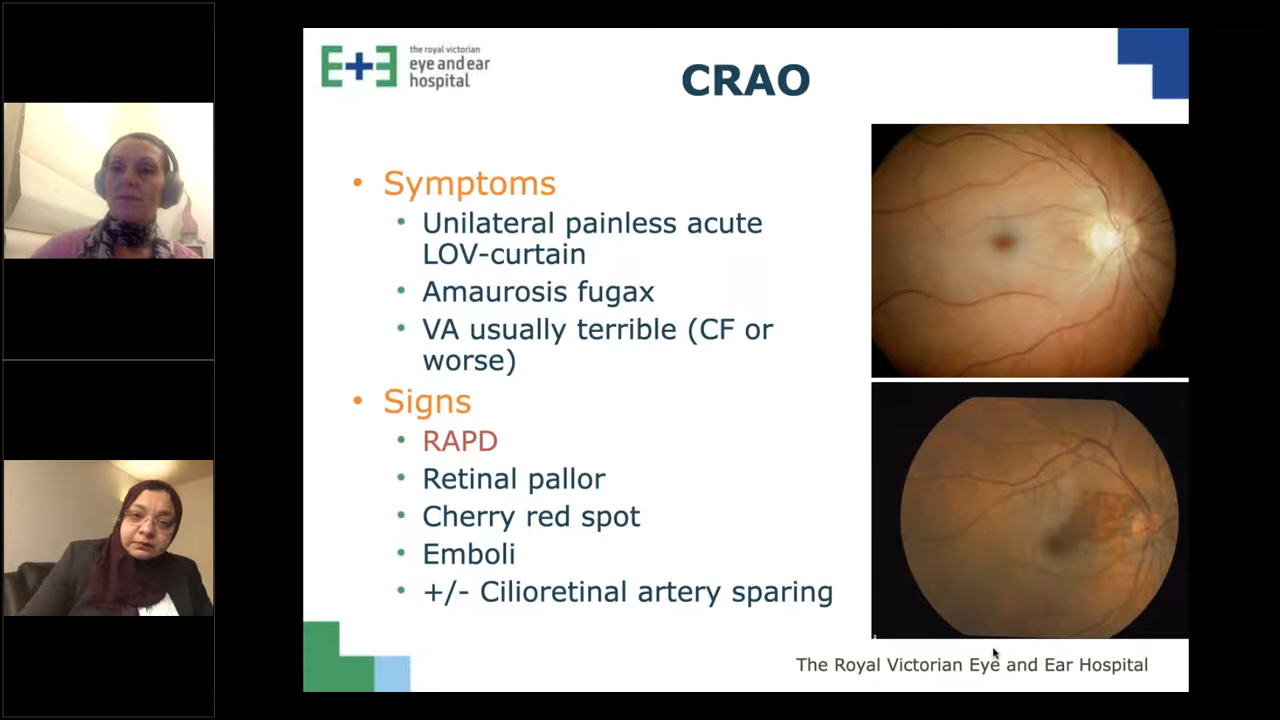 the royal victorian
eye and ear
hospital
CRAO
• Symptoms
• Unilateral painless acute
LOV-curtain
• Amaurosis fugax
• VA usually terrible (CF or
worse)
• Signs
• RAPD
• Retinal pallor
• Cherry red spot
• Emboli
• +/- Cilioretinal artery sparing
The Royal Victorian Eye and Ear Hospital